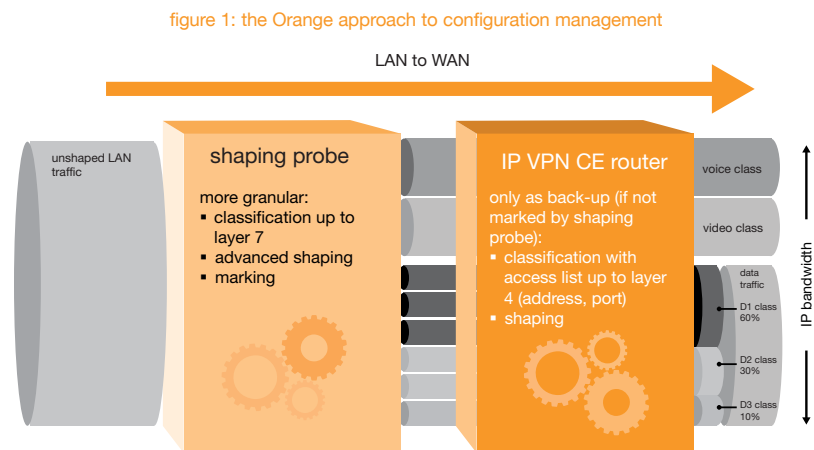 figure 1: the Orange approach to configuration management
LAN to WAN
unshaped LAN
traffic
shaping probe
more granular:
▪ classification up to
layer 7
▪ advanced shaping
▪ marking
IP VPN CE router
only as back-up (if not
marked by shaping
probe):
▪ classification with
access list up to layer
4 (address, port)
▪ shaping
voice class
video class
data
traffic
D1 class
60%
D2 class
30%
D3 class
10%
IP bandwidth